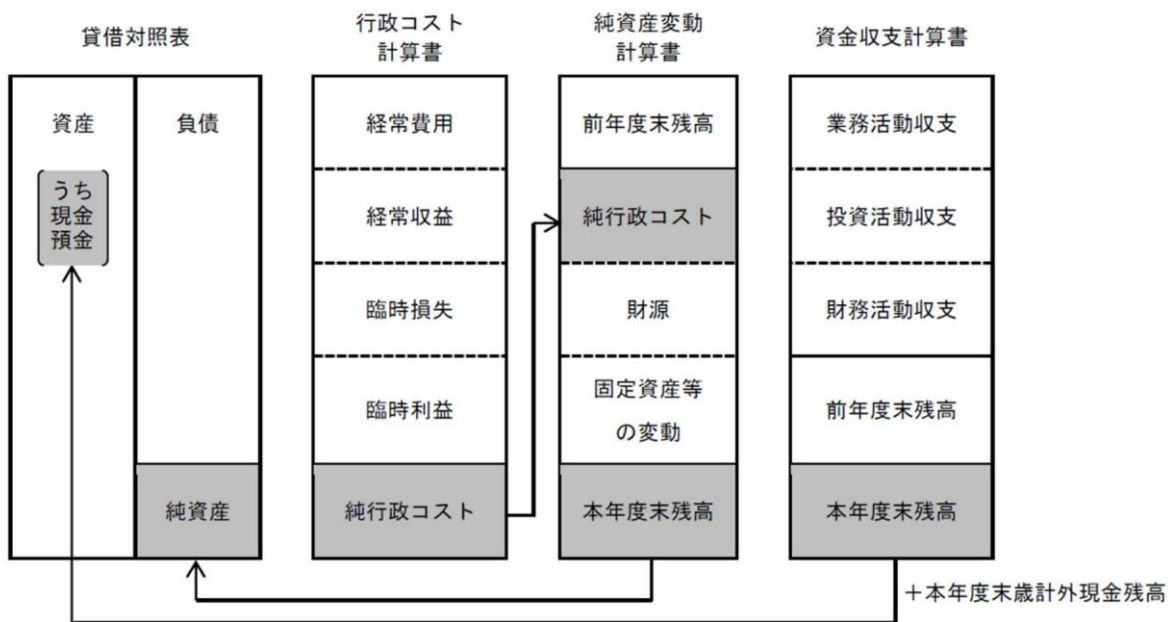 貸借対照表
資産
うち
現金
預金
負債
純資産
行政コスト
計算書
経常費用
経常収益
臨時損失
臨時利益
純行政コスト
純資産変動
計算書
前年度末残高
純行政コスト
財源
固定資産等
の変動
本年度末残高
資金収支計算書
業務活動収支
投資活動収支
財務活動収支
前年度末残高
本年度末残高
＋本年度末歳計外現金残高